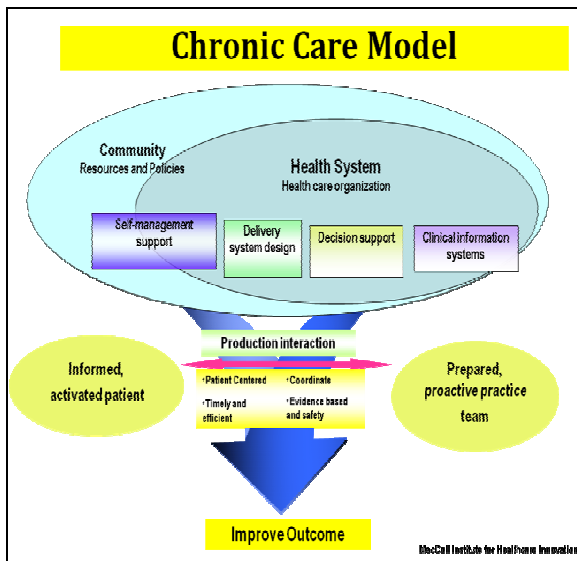 Chronic Care Model
Community
Resources and Policies
Health System
Health care organization
Self-management
support
Delivery
system design
Decision support
Clinical information
systems
Production interaction
Informed,
activated patient
•Patient Centered
•Timely and
efficient
•Coordinate
•Evidence based
and safety
Prepared,
proactive practice
team
Improve Outcome
MacCall Institute for Healthcare Innovation